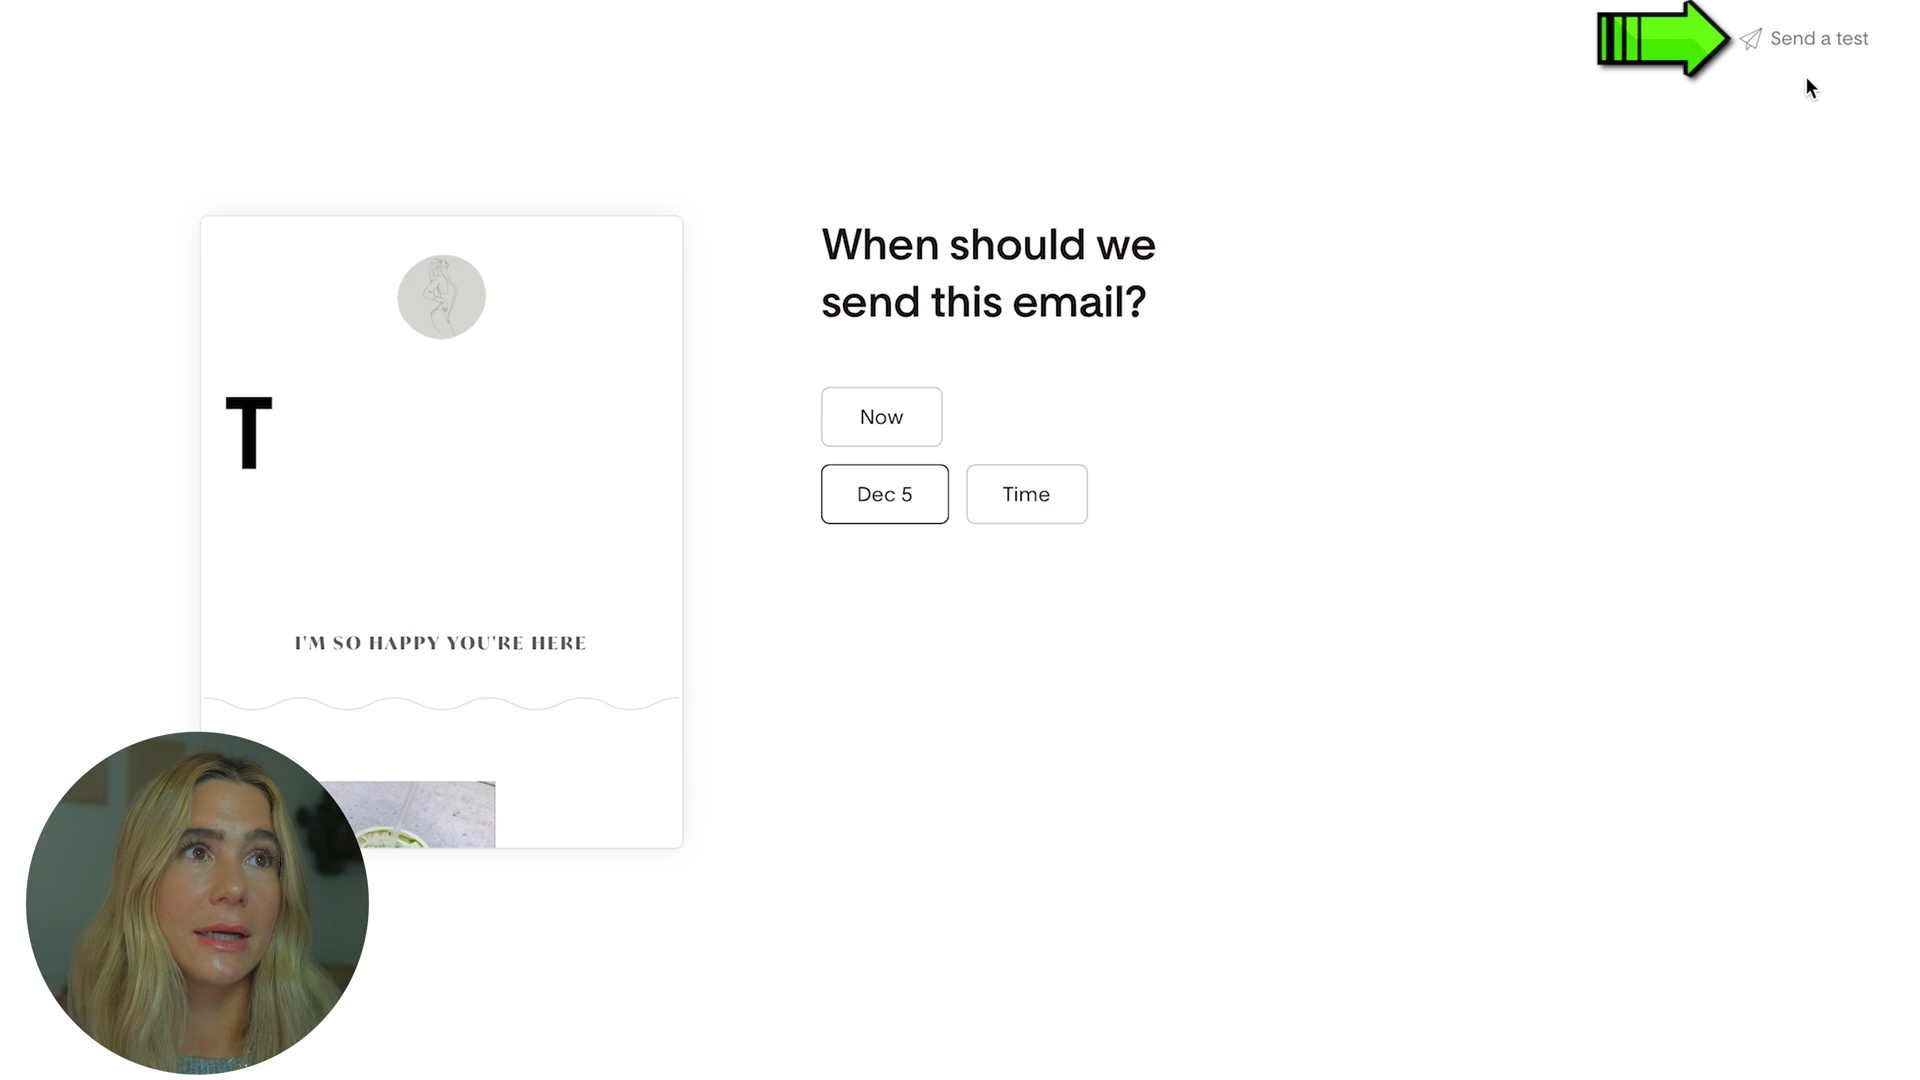 Send a test
When should we
send this email?
Now
Dec 5
Time
T
I'M SO HAPPY YOU'RE HERE